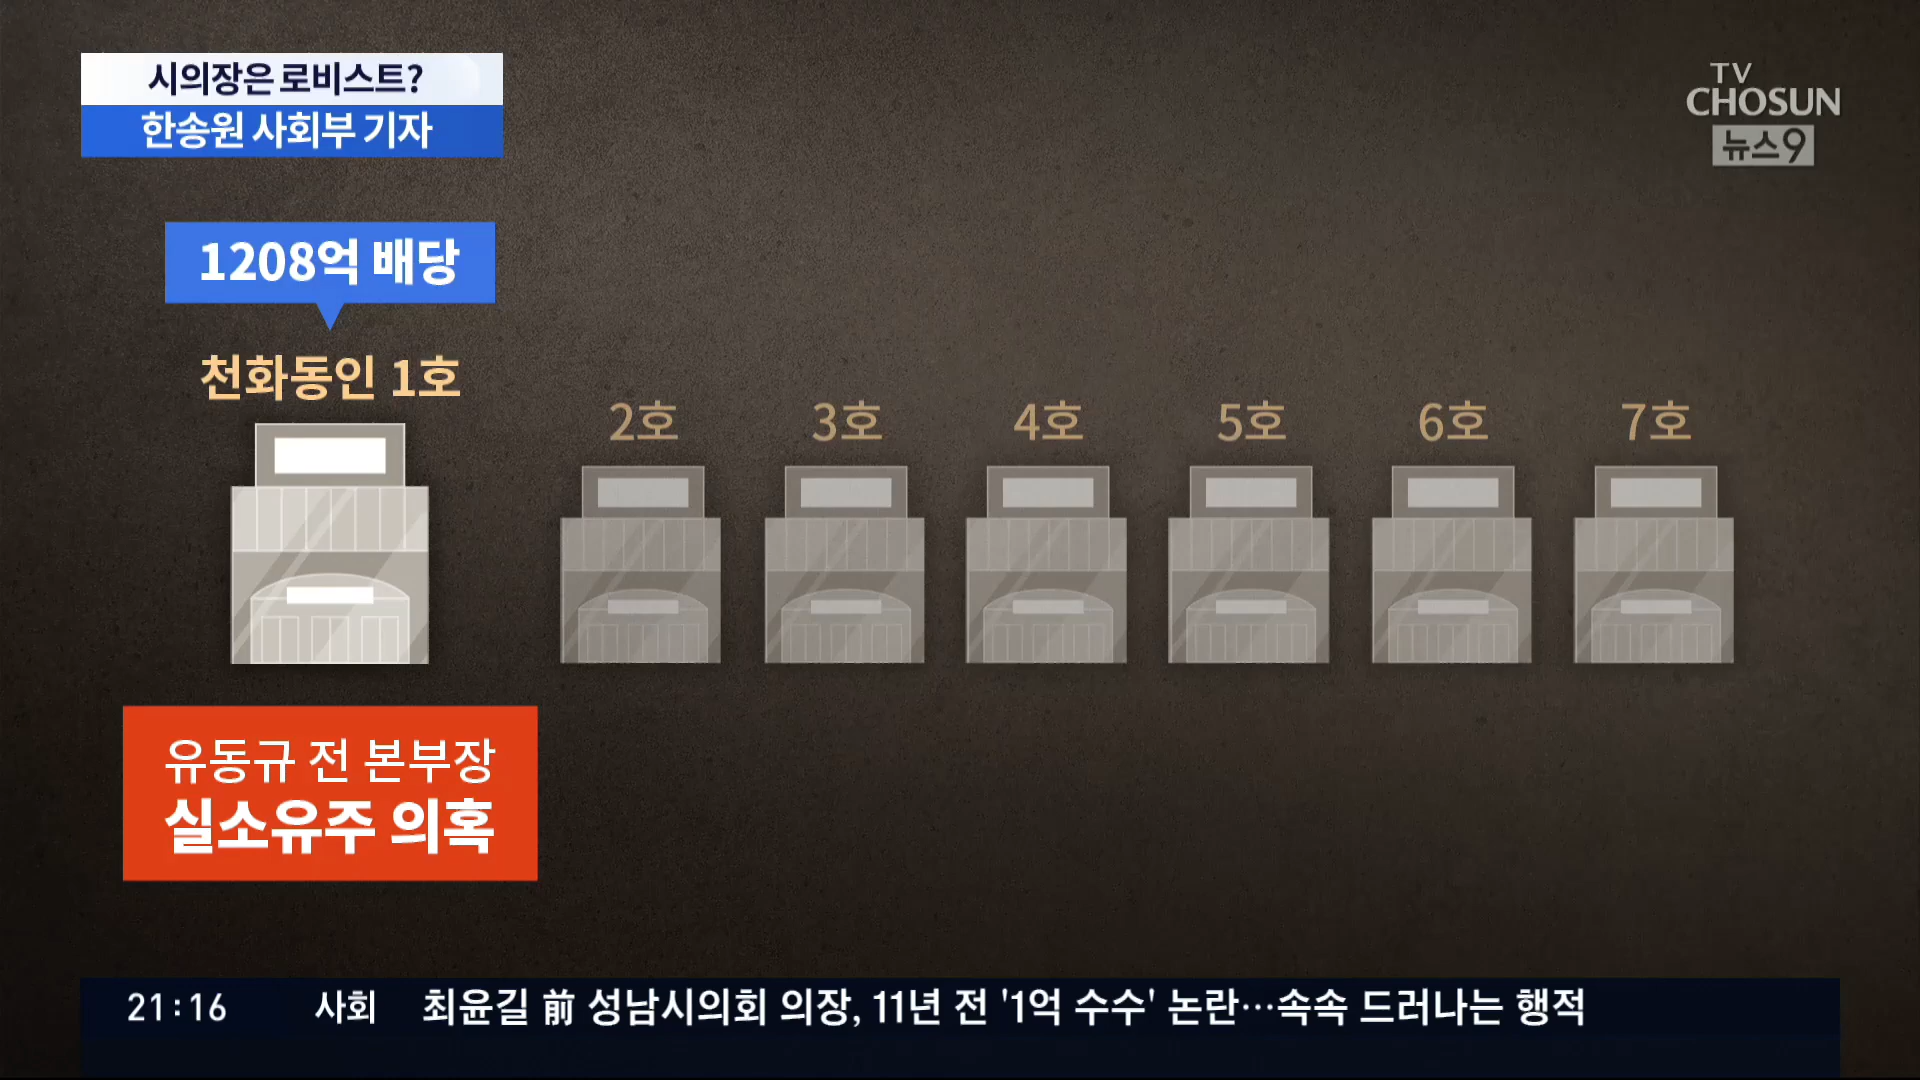 시의장은 로비스트?
한송원 사회부 기자
TV
CHOSUN
뉴스9
1208억 배당
천화동인 1호
2호
3호
4호
5호
6호
7호
유동규 전 본부장
실소유주 의혹
21:16 사회 최윤길 前 성남시의회 의장, 11년 전 '1억 수수' 논란…속속 드러나는 행적